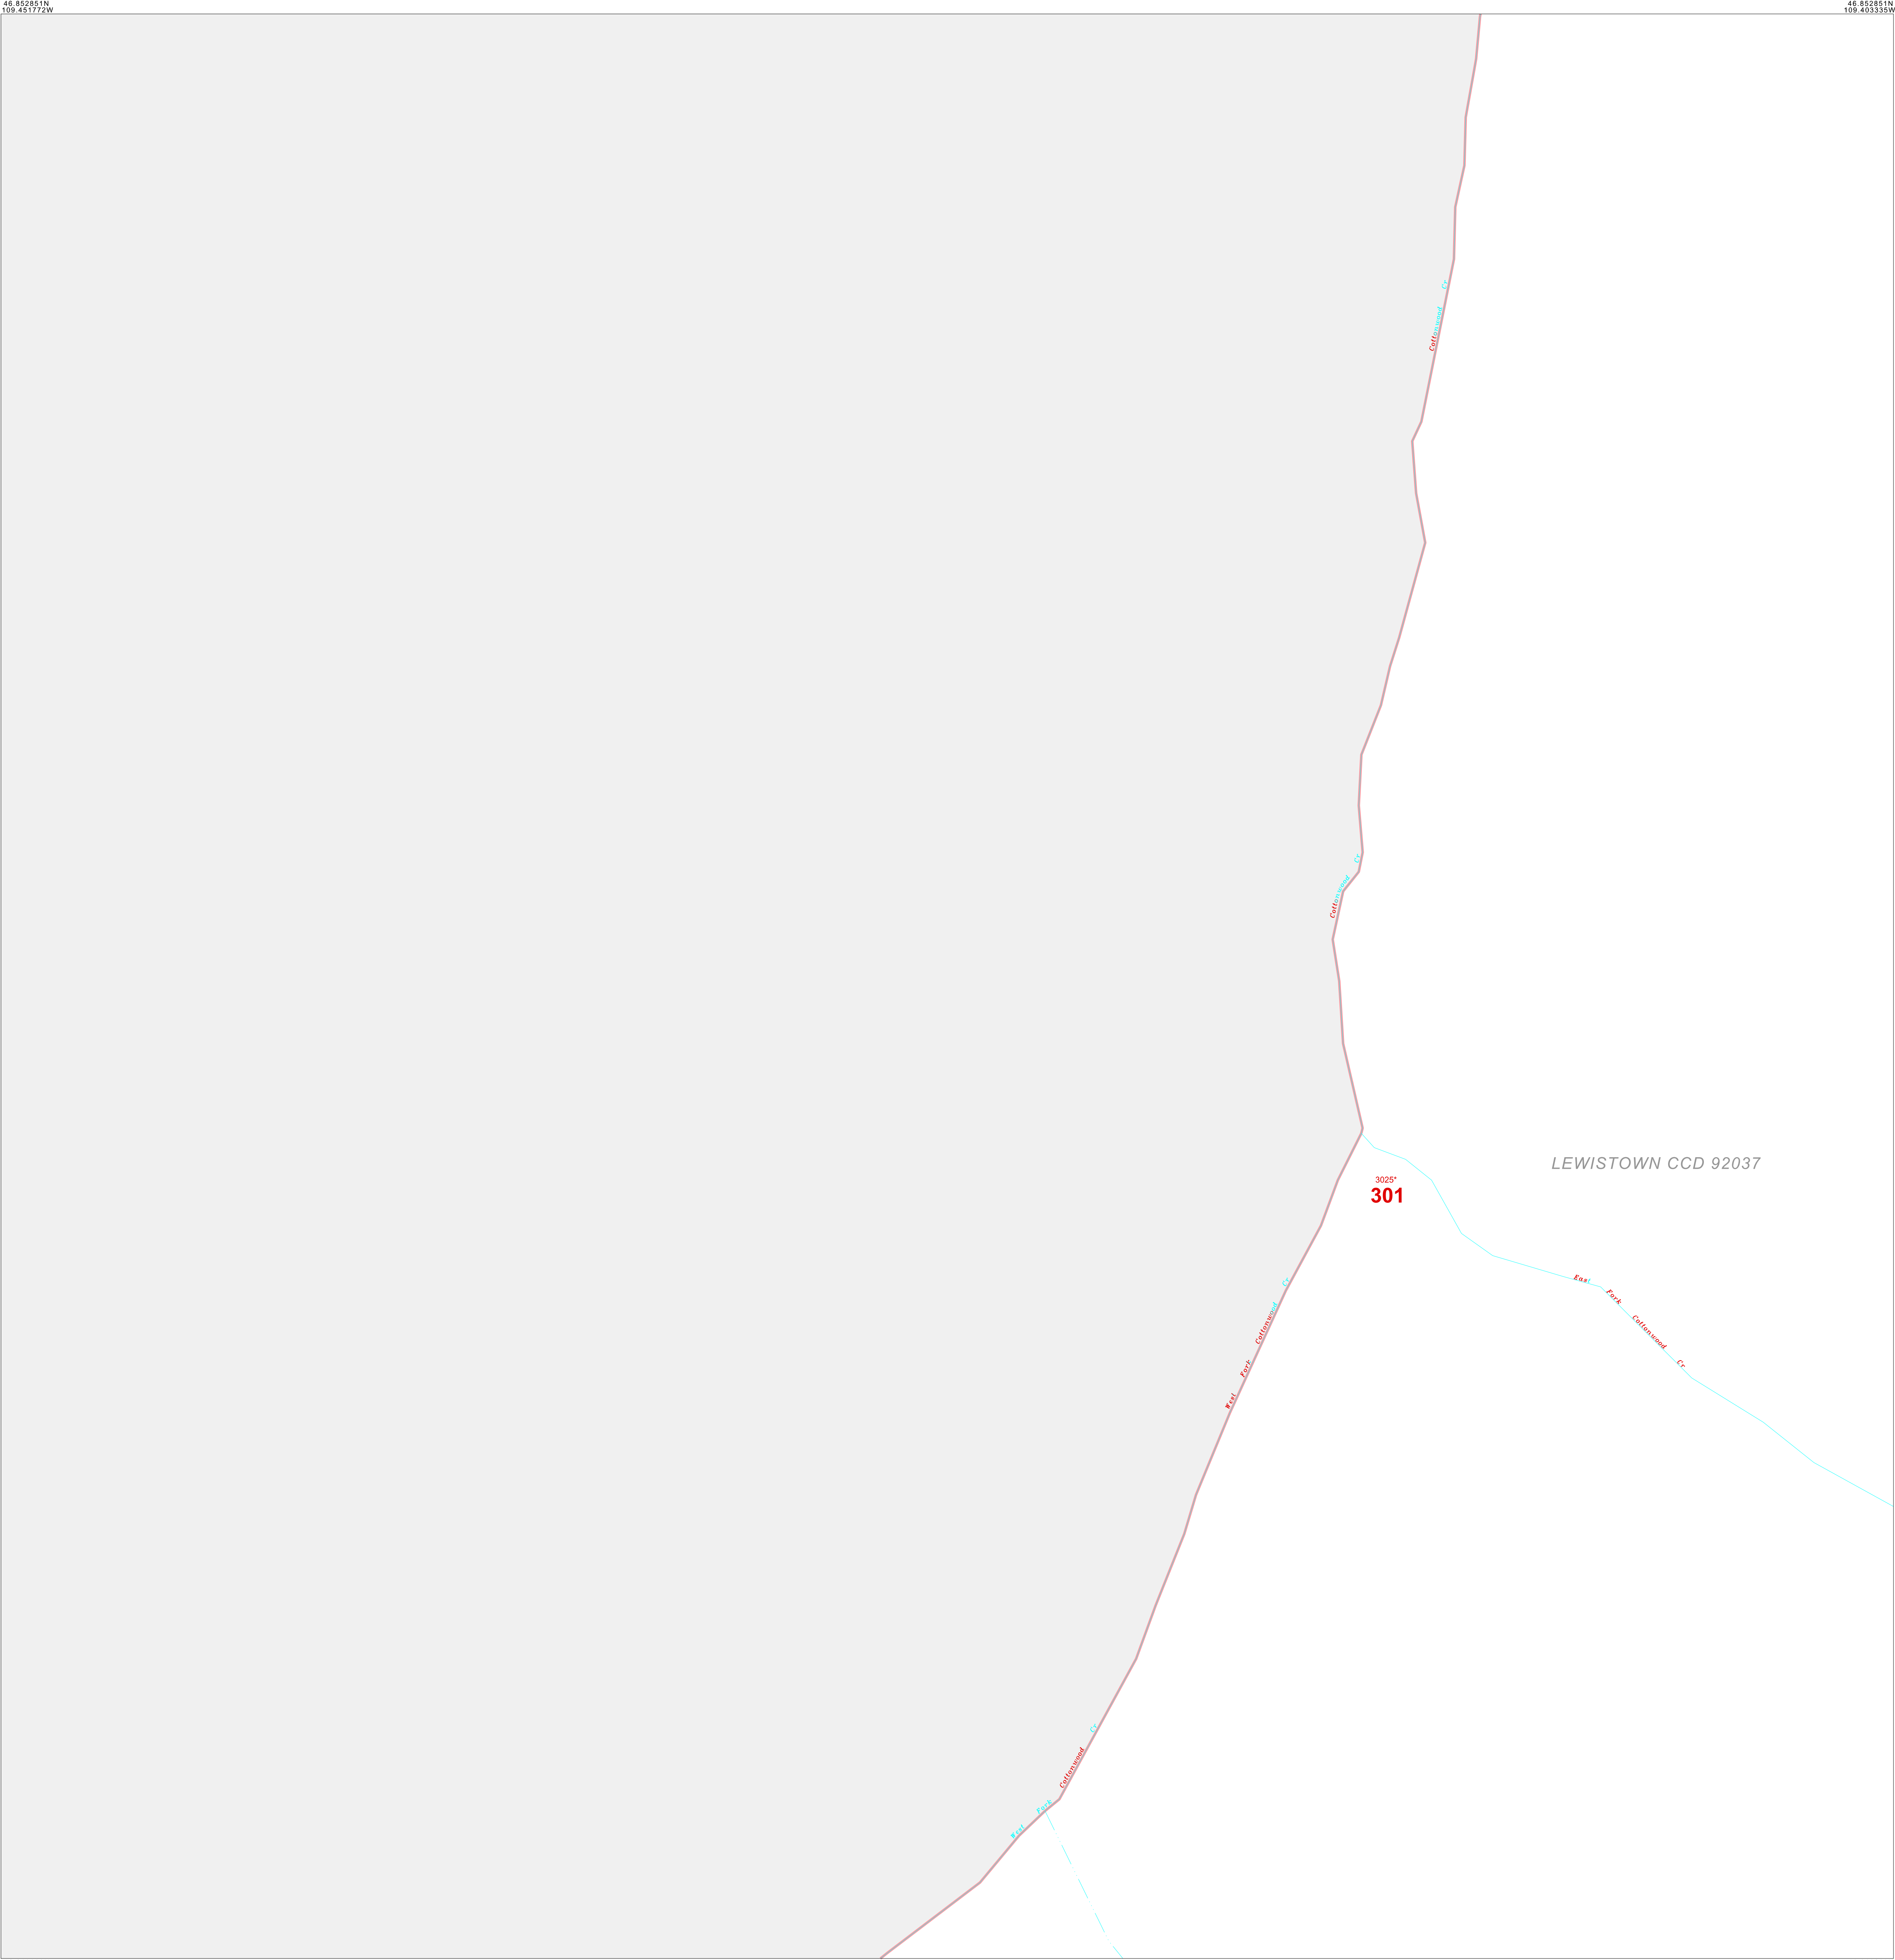 46.852851N
109.451772W
46.852851N
109.403335W
Cottonwood Cr
Cottonwood Cr
LEWISTOWN CCD 92037
3025*
301
East Fork Cottonwood Cr
West Fork Cottonwood Cr
West Fork Cottonwood Cr